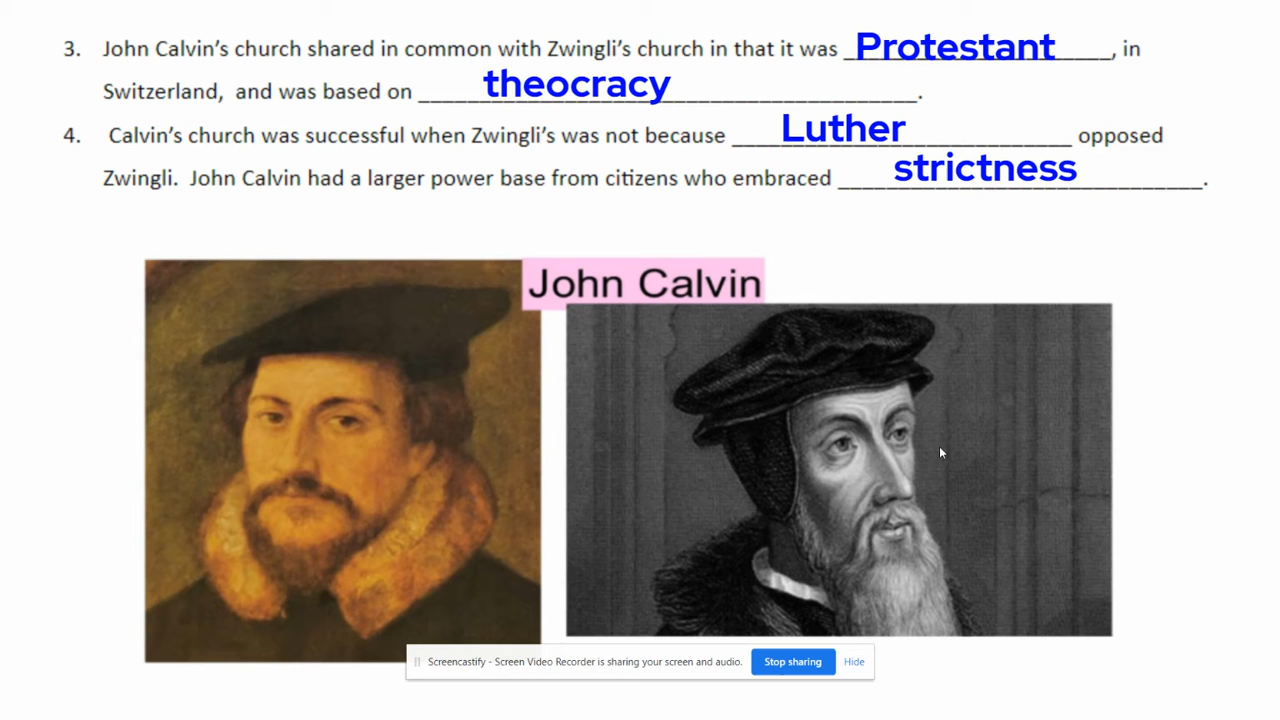 3. John Calvin's church shared in common with Zwingli's church in that it was Protestant, in
Switzerland, and was based on theocracy.
4. Calvin's church was successful when Zwingli's was not because Luther opposed
Zwingli. John Calvin had a larger power base from citizens who embraced strictness.
John Calvin
Screencastify - Screen Video Recorder is sharing your screen and audio. Stop sharing Hide